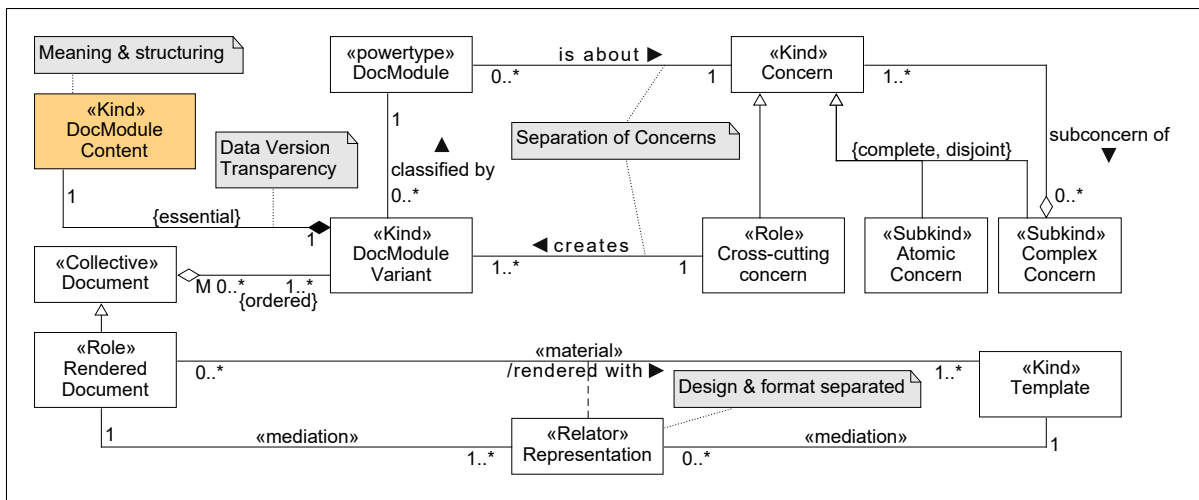 Meaning & structuring
«powertype»
DocModule
0..*
is about ►
1
«Kind»
Concern
1..*
«Kind»
DocModule
Content
1
Data Version
Transparency
1
▲
classified by
0..*
Separation of Concerns
{complete, disjoint}
subconcern of
▼
0..*
1
{essential}
1
«Kind»
DocModule
Variant
◄ creates
1..*
1
«Role»
Cross-cutting
concern
«Subkind»
Atomic
Concern
«Subkind»
Complex
Concern
«Collective»
Document
M 0..*
1..*
{ordered}
«Role»
Rendered
Document
0..*
«material»
/rendered with ►
1..*
«Kind»
Template
Design & format separated
1
«mediation»
1..*
«Relator»
Representation
0..*
«mediation»
1